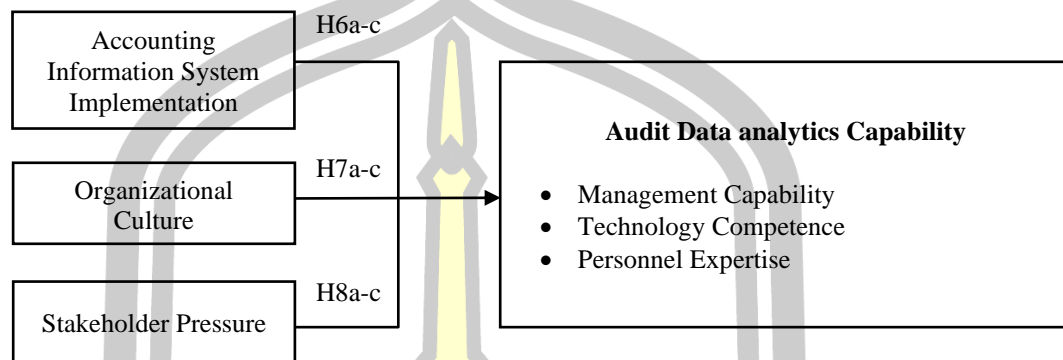 H6a-c
Accounting
Information System
Implementation
Audit Data analytics Capability
H7a-c
Organizational
Culture
• Management Capability
• Technology Competence
• Personnel Expertise
H8a-c
Stakeholder Pressure